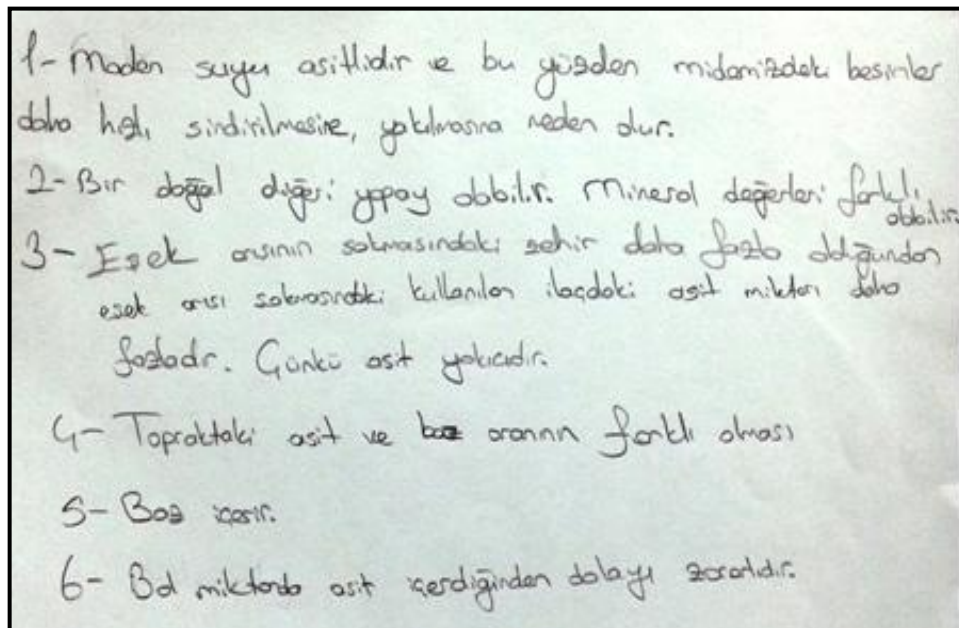 1- Maden suyu asitlidir ve bu yüzden midemizdeki besinler
daha hızlı, sindirilmesine, yakılmasına neden olur.
2- Bir doğal diğeri yapay olabilir. Mineral değerleri farklı
olabilir.
3- Eşek arısının sokmasındaki zehir daha fazla olduğundan
eşek arısı sokmasındaki kullanılan ilaçdaki asit miktarı daha
fazladır. Çünkü asit yakıcıdır.
4- Topraktaki asit ve baz oranının farklı olması
5- Baz içerir.
6- Bol miktarda asit içerdiğinden dolayı zararlıdır.